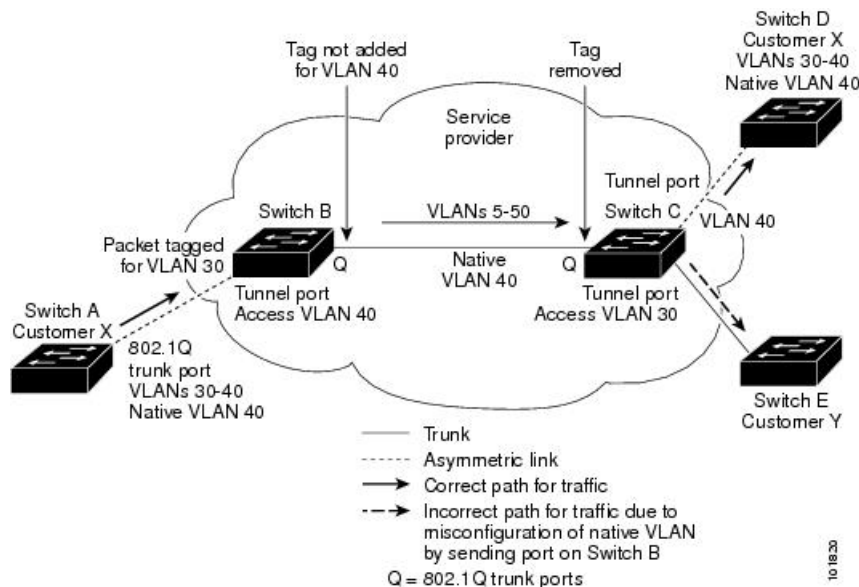 Tag not added
for VLAN 40
Tag
removed
Switch D
Customer X
VLANs 30-40
Native VLAN 40
Service
provider
Tunnel port
Switch B
VLANs 5-50
Switch C
VLAN 40
Packet tagged
for VLAN 30
Q
Native
VLAN 40
Q
Switch A
Customer X
Tunnel port
Access VLAN 40
Tunnel port
Access VLAN 30
802.1Q
trunk port
VLANs 30-40
Native VLAN 40
Switch E
Customer Y
Trunk
Asymmetric link
Correct path for traffic
Incorrect path for traffic due to
misconfiguration of native VLAN
by sending port on Switch B
Q = 802.1Q trunk ports
101820